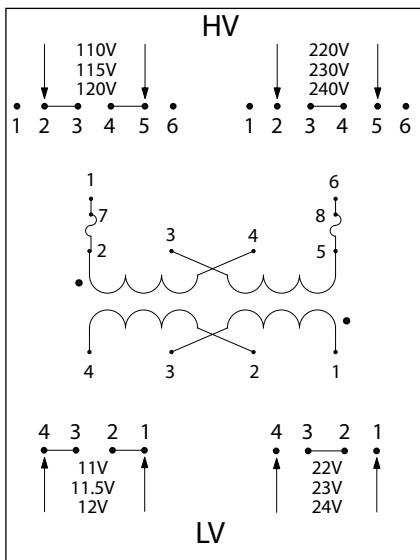 HV
110V 220V
115V 230V
120V 240V
1 2 3 4 5 6 1 2 3 4 5 6
1 6
7 8
3 4
2 5
4 3 2 1
4 3 2 1 4 3 2 1
11V 22V
11.5V 23V
12V 24V
LV